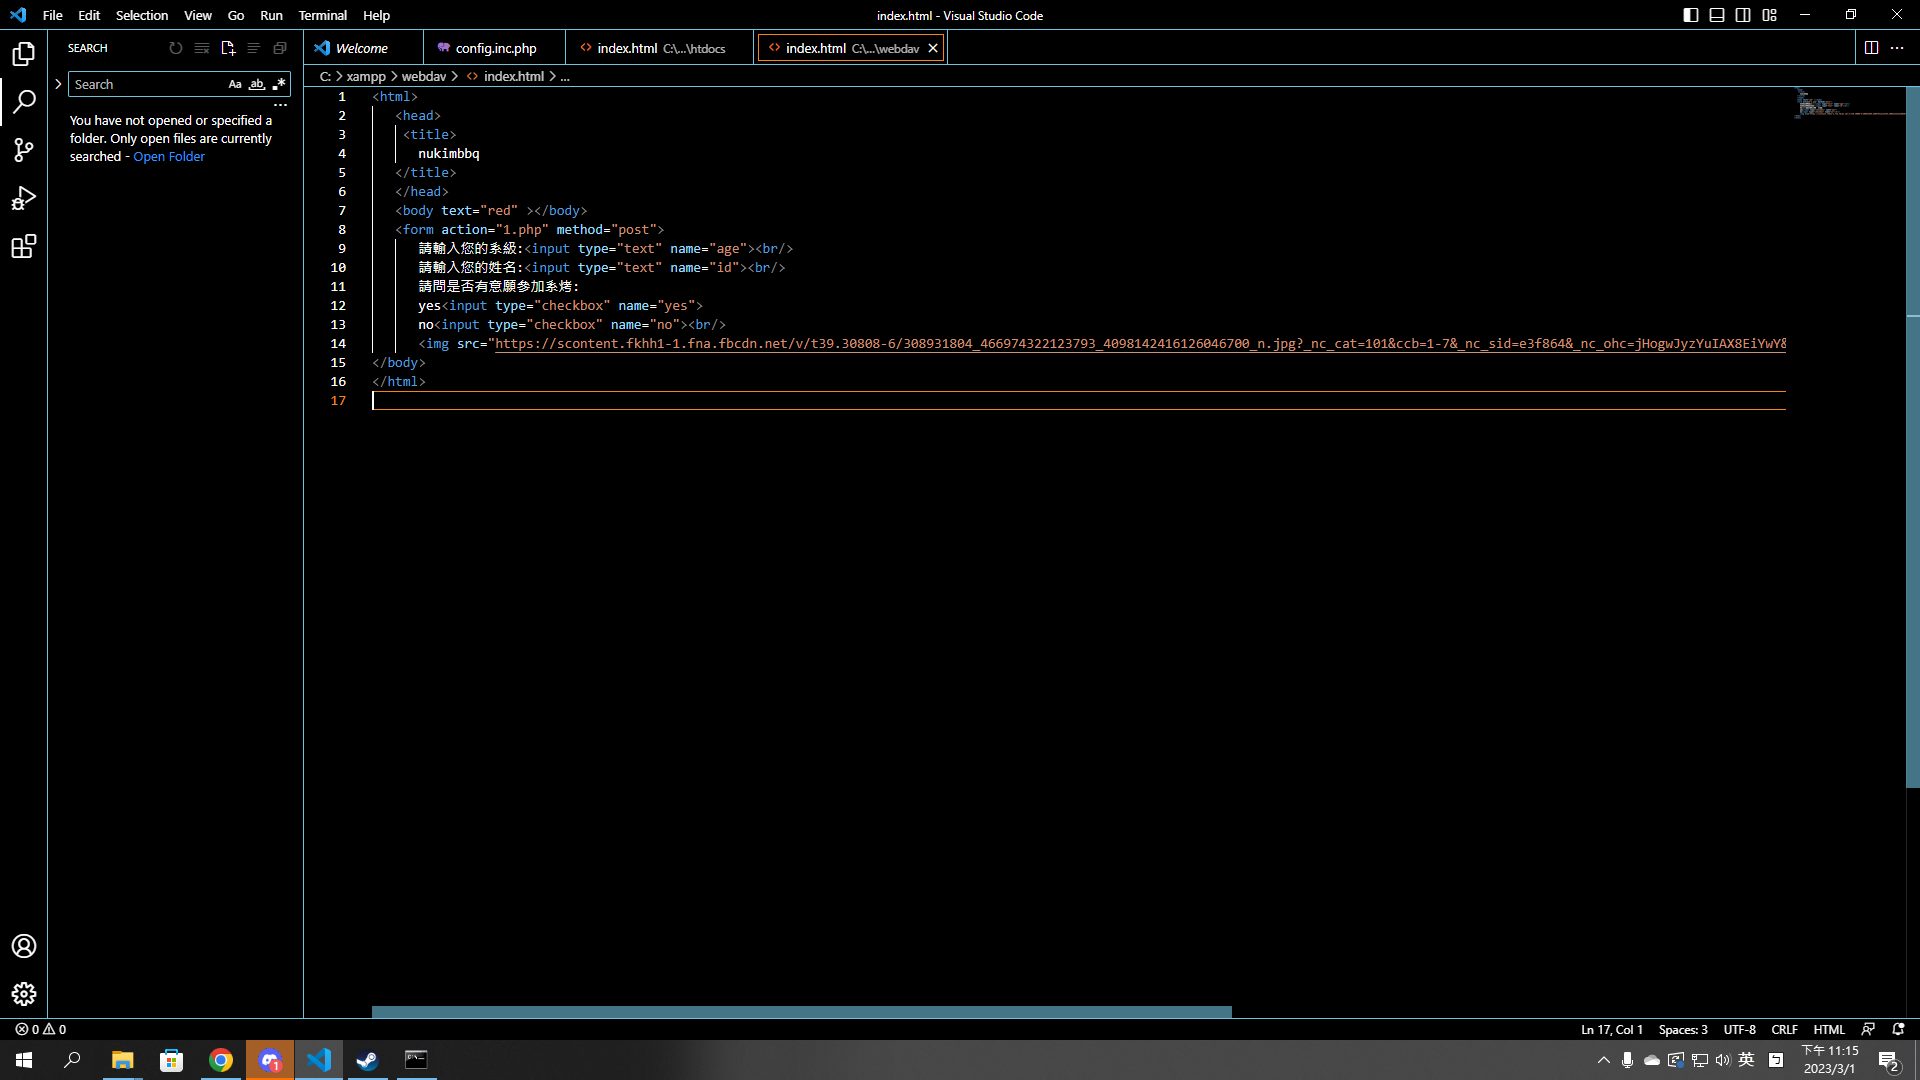 File Edit Selection View Go Run Terminal Help
index.html - Visual Studio Code
SEARCH
Search
Aa ab, .*
...
You have not opened or specified a
folder. Only open files are currently
searched - Open Folder
Welcome
config.inc.php
index.html C:\...\htdocs
index.html C:\...\webdav
C: > xampp > webdav > index.html > ...
1 <html>
2 <head>
3 <title>
4 nukimbbq
5 </title>
6 </head>
7 <body text="red" ></body>
8 <form action="1.php" method="post">
9 請輸入您的系級:<input type="text" name="age"><br/>
10 請輸入您的姓名:<input type="text" name="id"><br/>
11 請問是否有意願參加系烤:
12 yes<input type="checkbox" name="yes">
13 no<input type="checkbox" name="no"><br/>
14 <img src="https://scontent.fkhh1-1.fna.fbcdn.net/v/t39.30808-6/308931804_466974322123793_4098142416126046700_n.jpg?_nc_cat=101&ccb=1-7&_nc_sid=e3f864&_nc_ohc=jHogwJyzYuIAX8EiYwY&
15 </body>
16 </html>
17
0 0
Ln 17, Col 1 Spaces: 3 UTF-8 CRLF HTML
1
英
下午 11:15
2023/3/1
2